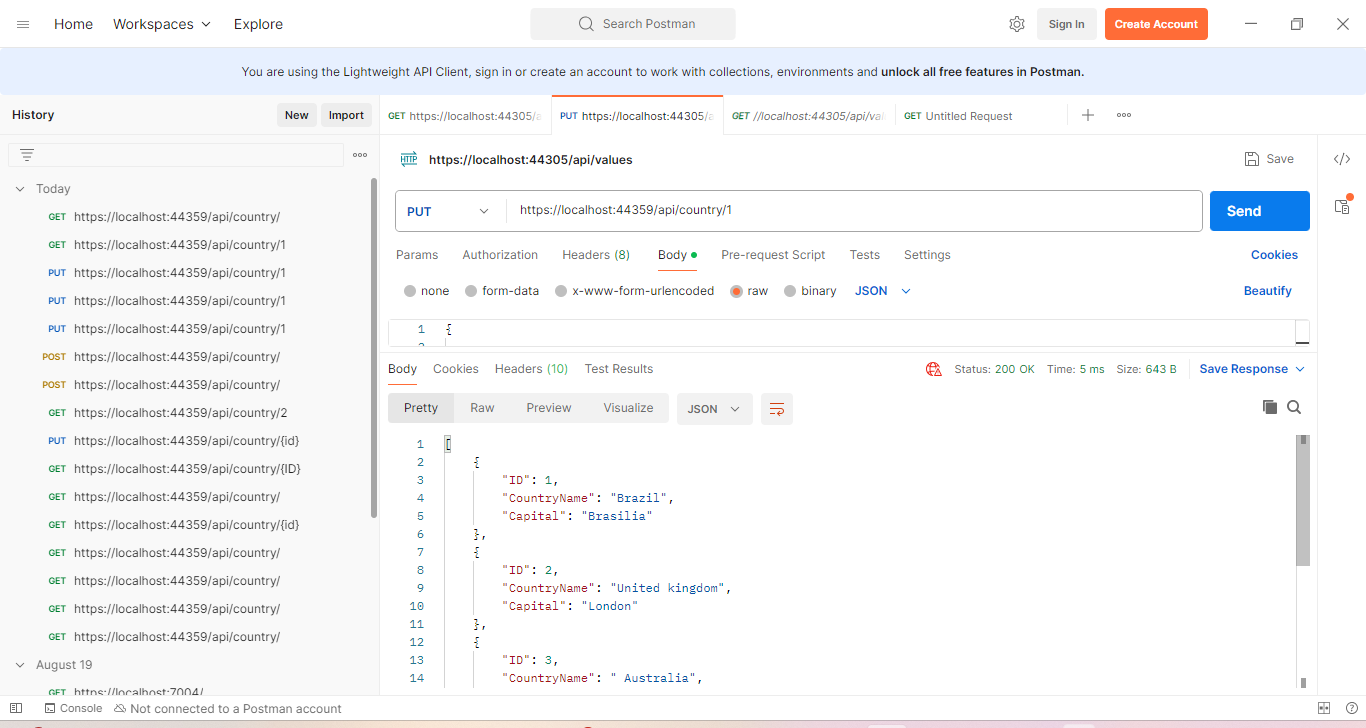 Home Workspaces Explore Search Postman Sign In Create Account
You are using the Lightweight API Client, sign in or create an account to work with collections, environments and unlock all free features in Postman.
History New Import
Today
GET https://localhost:44359/api/country/
GET https://localhost:44359/api/country/1
PUT https://localhost:44359/api/country/1
PUT https://localhost:44359/api/country/1
PUT https://localhost:44359/api/country/1
POST https://localhost:44359/api/country/
POST https://localhost:44359/api/country/
GET https://localhost:44359/api/country/2
PUT https://localhost:44359/api/country/{id}
GET https://localhost:44359/api/country/{ID}
GET https://localhost:44359/api/country/
GET https://localhost:44359/api/country/{id}
GET https://localhost:44359/api/country/
GET https://localhost:44359/api/country/
GET https://localhost:44359/api/country/
GET https://localhost:44359/api/country/
August 19
GET https://localhost:7004/
GET https://localhost:44305/a PUT https://localhost:44305/a GET //localhost:44305/api/val GET Untitled Request
HTTP https://localhost:44305/api/values Save
PUT https://localhost:44359/api/country/1 Send
Params Authorization Headers (8) Body Pre-request Script Tests Settings Cookies
none form-data x-www-form-urlencoded raw binary JSON Beautify
1 {
2
Body Cookies Headers (10) Test Results Status: 200 OK Time: 5 ms Size: 643 B Save Response
Pretty Raw Preview Visualize JSON
1 [
2 {
3 "ID": 1,
4 "CountryName": "Brazil",
5 "Capital": "Brasilia"
6 },
7 {
8 "ID": 2,
9 "CountryName": "United kingdom",
10 "Capital": "London"
11 },
12 {
13 "ID": 3,
14 "CountryName": " Australia",
Console Not connected to a Postman account